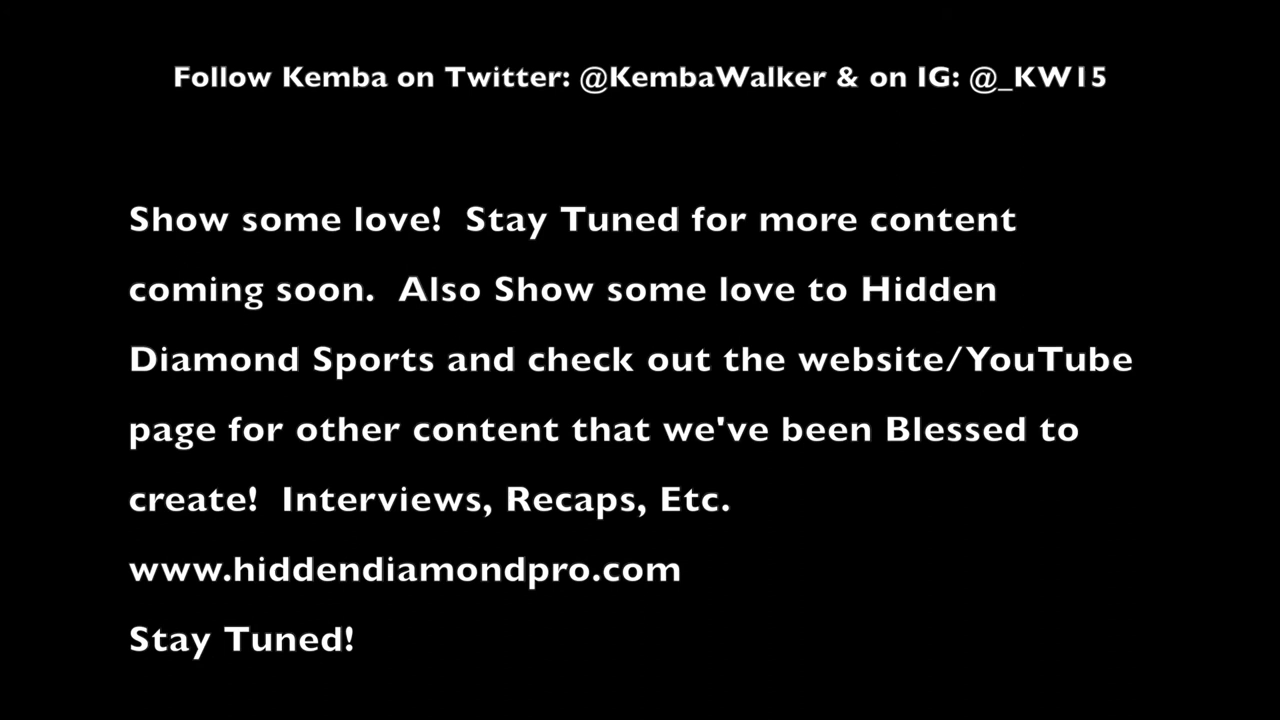 Follow Kemba on Twitter: @KembaWalker & on IG: @_KW15
Show some love!  Stay Tuned for more content
coming soon.  Also Show some love to Hidden
Diamond Sports and check out the website/YouTube
page for other content that we've been Blessed to
create!  Interviews, Recaps, Etc.
www.hiddendiamondpro.com
Stay Tuned!